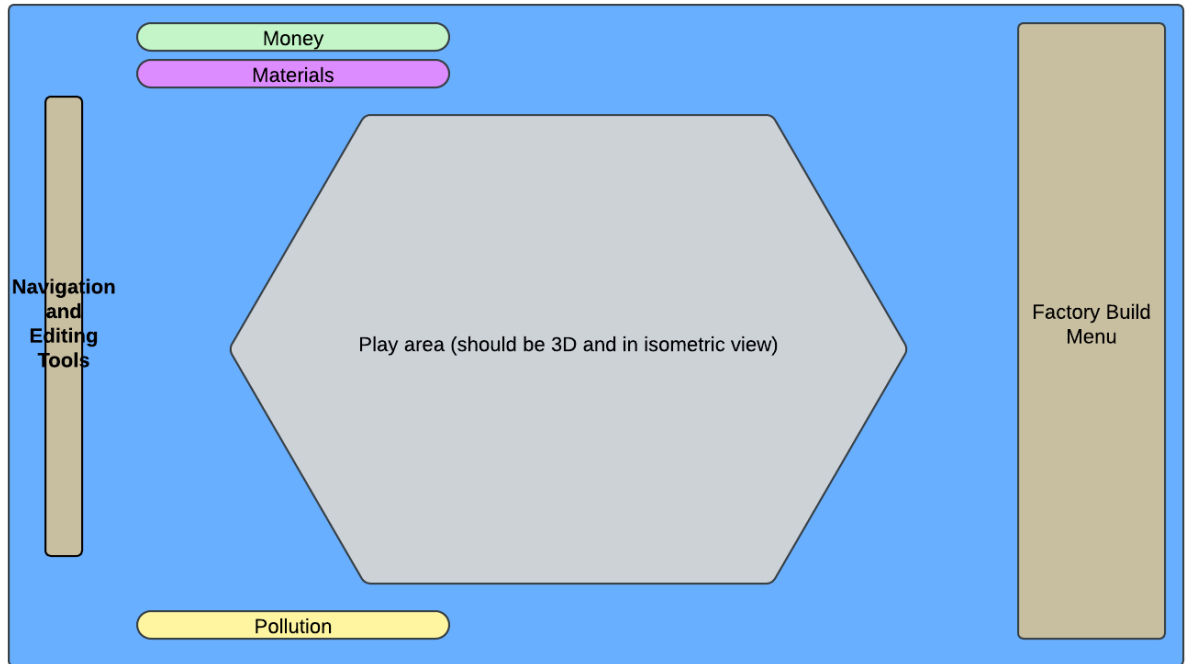 Money
Materials
Navigation
and
Editing
Tools
Play area (should be 3D and in isometric view)
Factory Build
Menu
Pollution